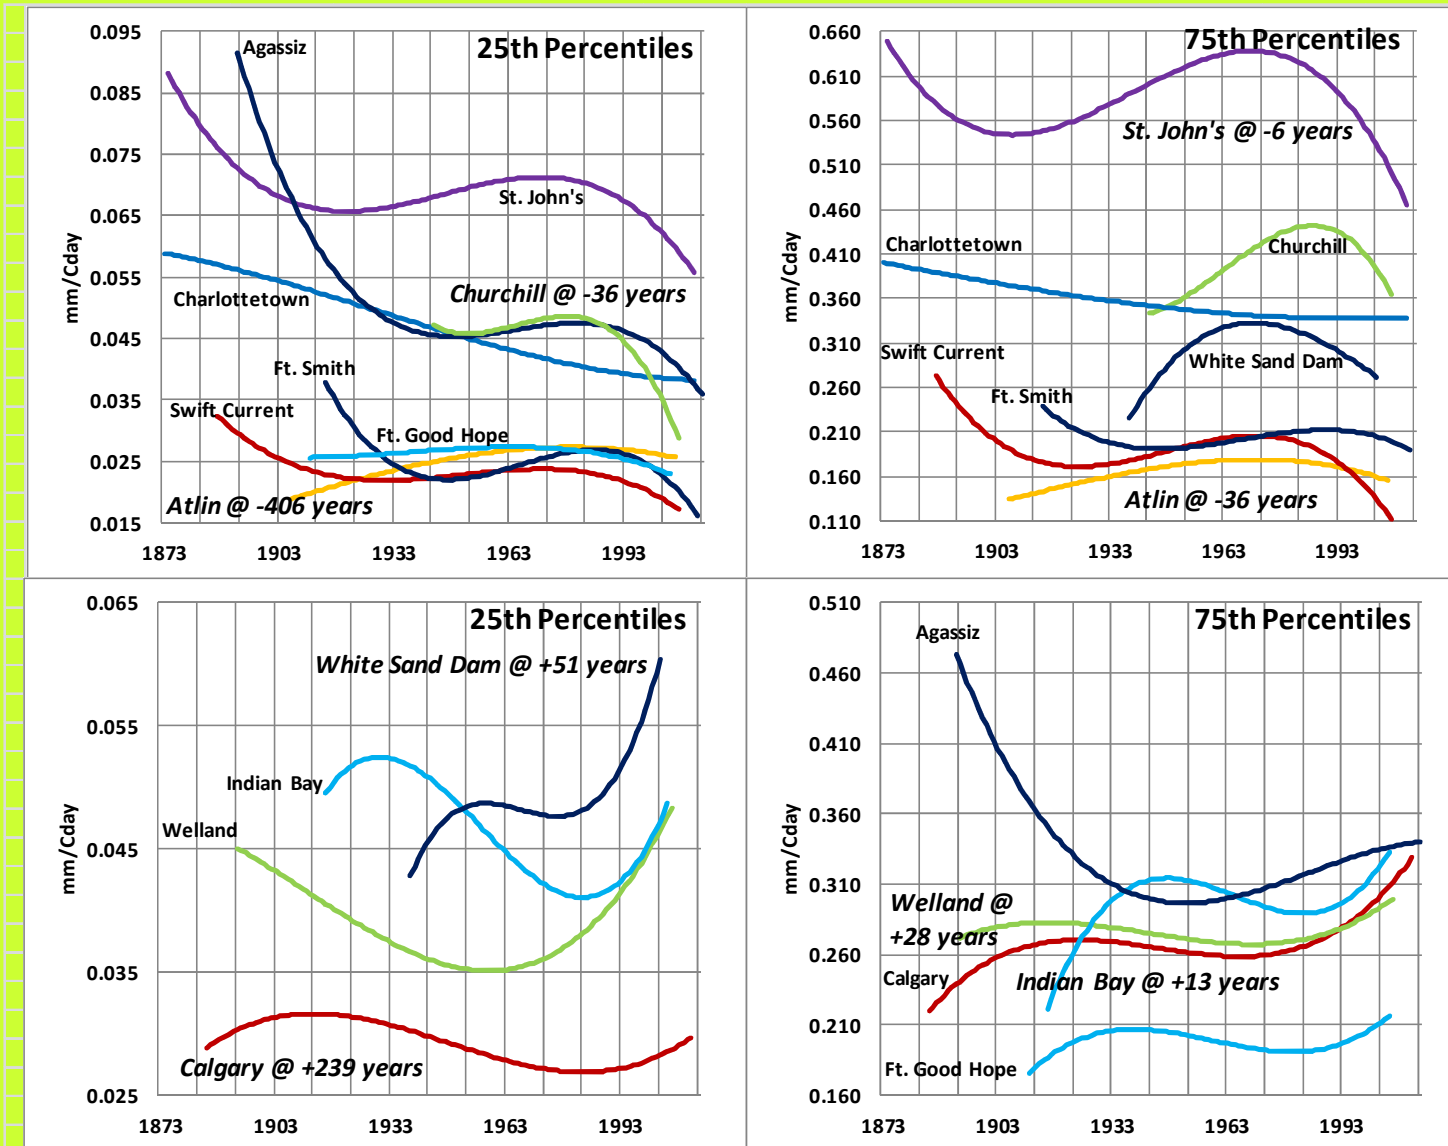 25th Percentiles
0.095
0.085
0.075
0.065
0.055
0.045
0.035
0.025
0.015
mm/Cday
Agassiz
St. John's
Charlottetown
Churchill @ -36 years
Ft. Smith
Swift Current
Ft. Good Hope
Atlin @ -406 years
1873 1903 1933 1963 1993
75th Percentiles
0.660
0.610
0.560
0.510
0.460
0.410
0.360
0.310
0.260
0.210
0.160
0.110
mm/Cday
St. John's @ -6 years
Charlottetown
Churchill
Swift Current
White Sand Dam
Ft. Smith
Atlin @ -36 years
1873 1903 1933 1963 1993
25th Percentiles
0.065
0.055
0.045
0.035
0.025
mm/Cday
White Sand Dam @ +51 years
Indian Bay
Welland
Calgary @ +239 years
1873 1903 1933 1963 1993
75th Percentiles
0.510
0.460
0.410
0.360
0.310
0.260
0.210
0.160
mm/Cday
Agassiz
Welland @
+28 years
Calgary
Indian Bay @ +13 years
Ft. Good Hope
1873 1903 1933 1963 1993